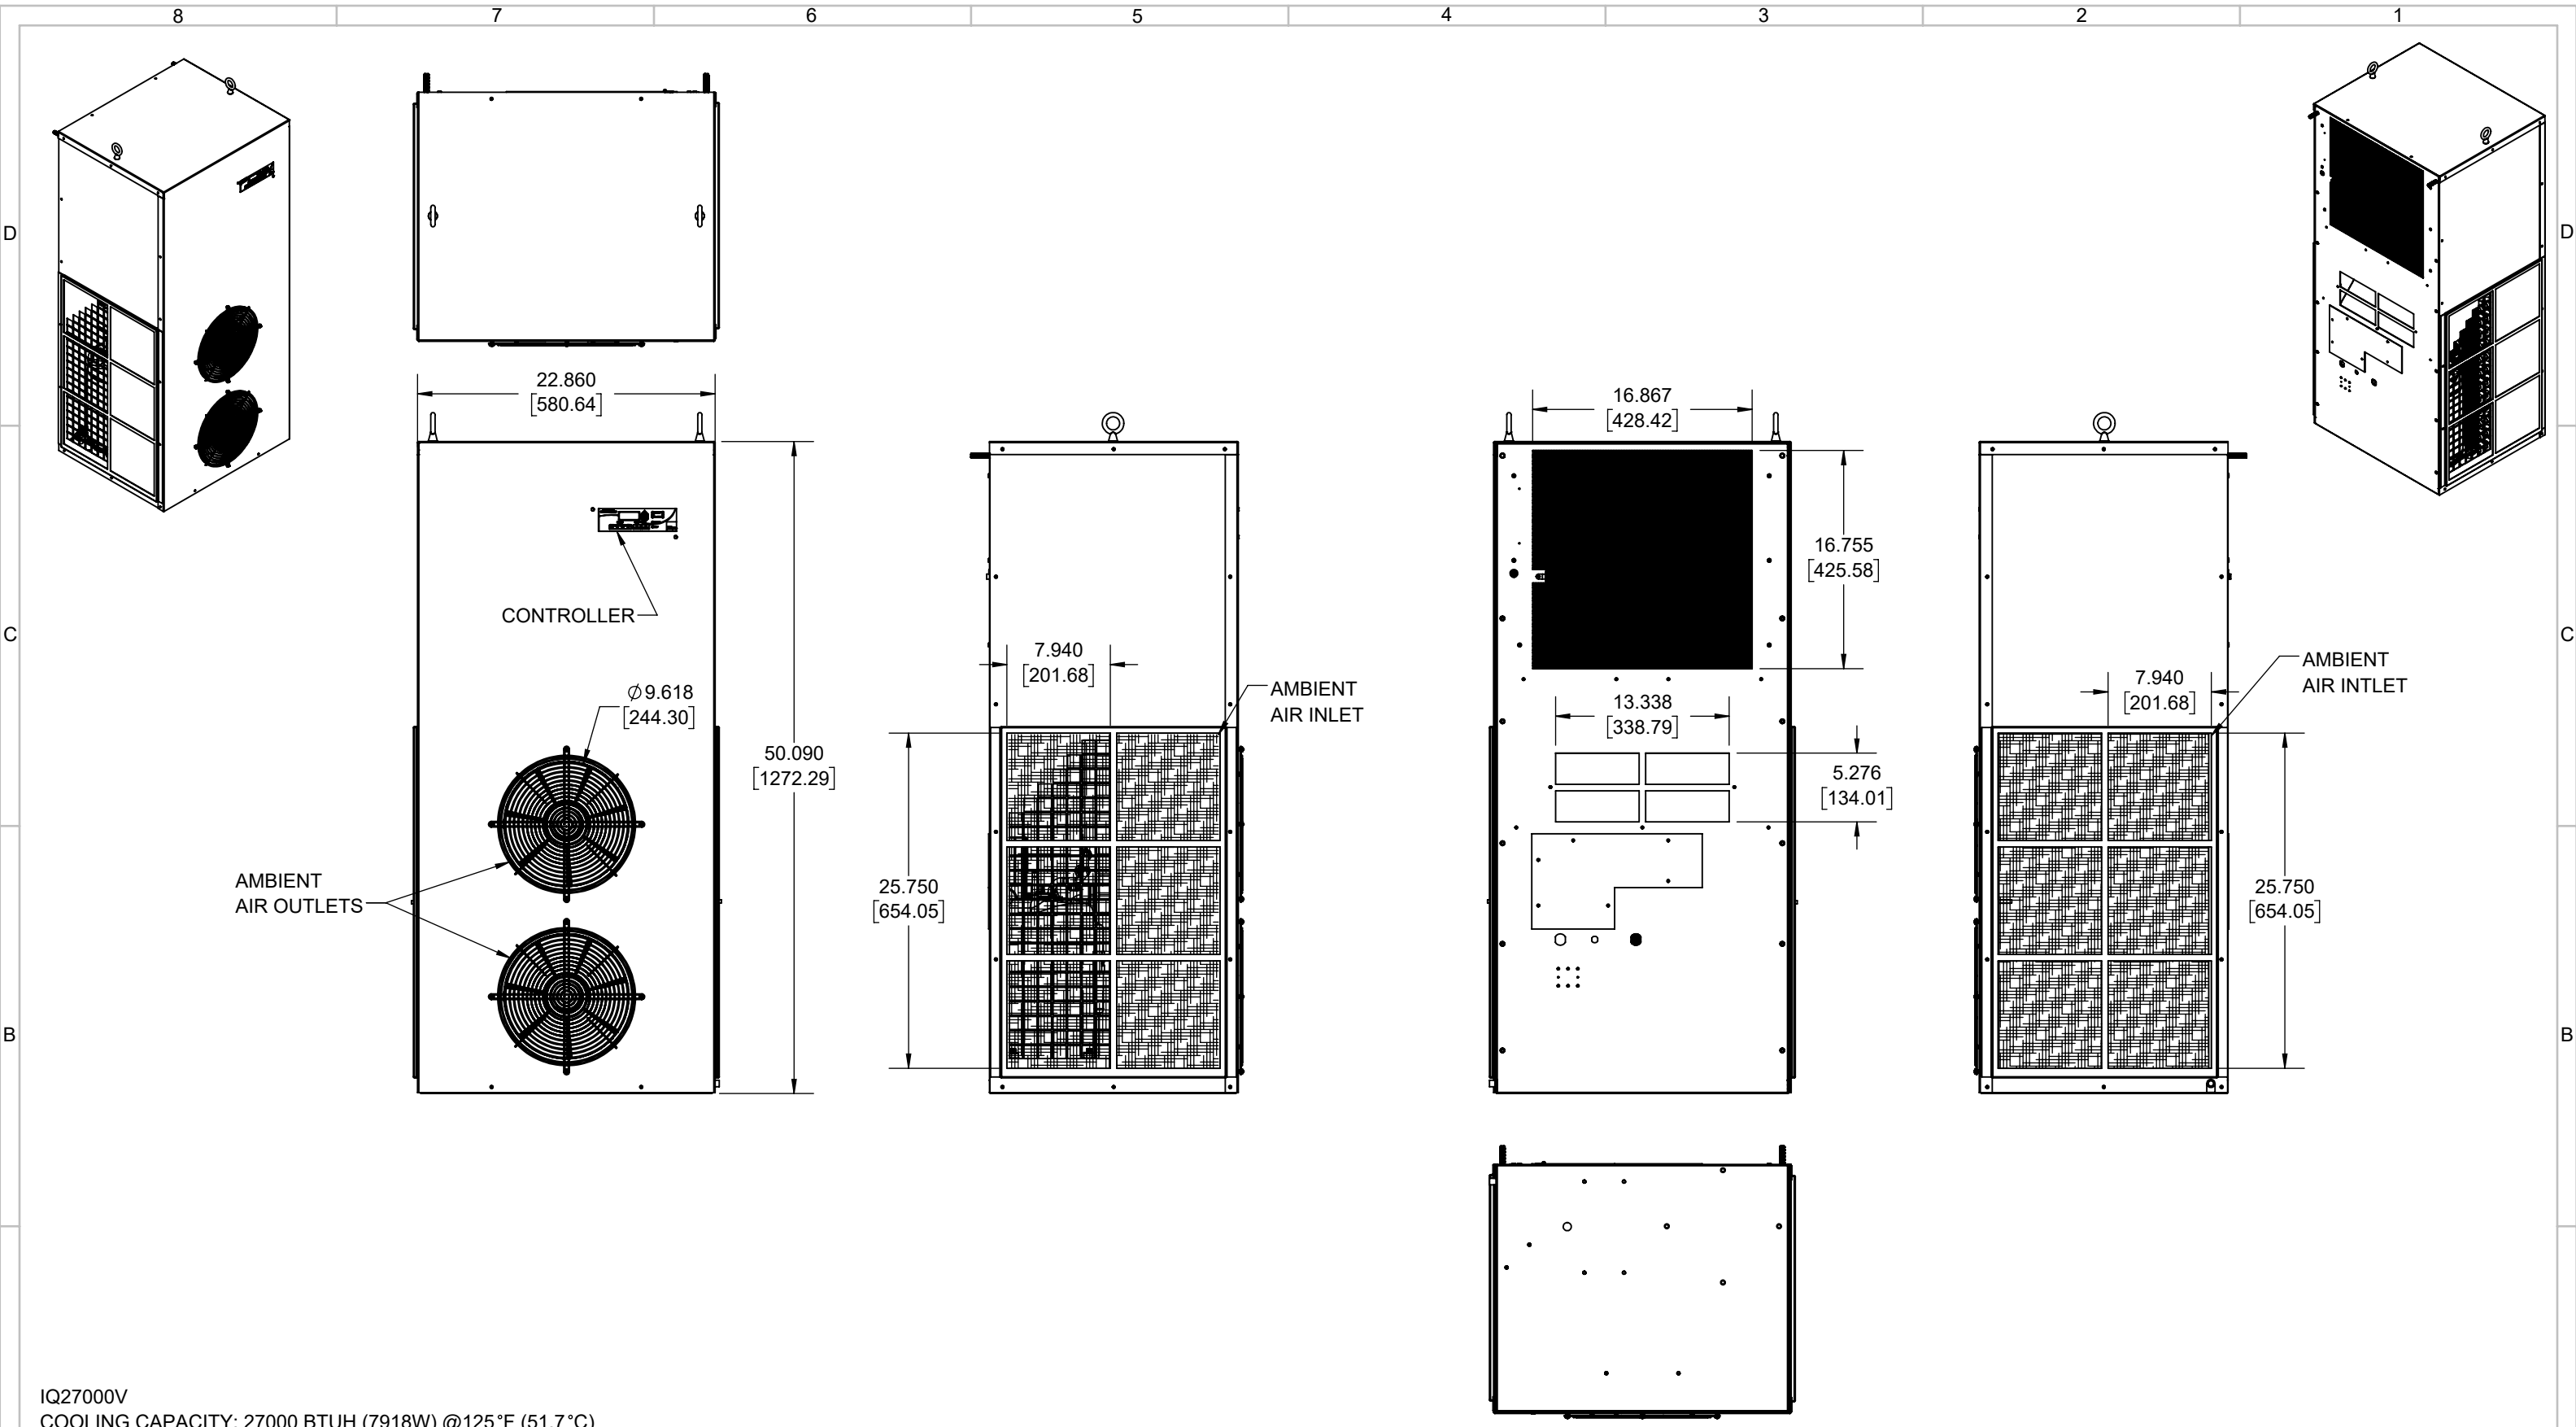 8 7 6 5 4 3 2 1
D
D
C
C
B
B
22.860
[580.64]
CONTROLLER
Ø9.618
[244.30]
50.090
[1272.29]
AMBIENT
AIR OUTLETS
7.940
[201.68]
AMBIENT
AIR INLET
25.750
[654.05]
16.867
[428.42]
16.755
[425.58]
13.338
[338.79]
5.276
[134.01]
7.940
[201.68]
AMBIENT
AIR INTLET
25.750
[654.05]
IQ27000V
COOLING CAPACITY: 27000 BTUH (7918W) @125°F (51.7°C)